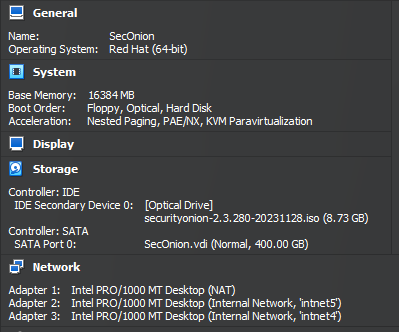 General
Name: SecOnion
Operating System: Red Hat (64-bit)
System
Base Memory: 16384 MB
Boot Order: Floppy, Optical, Hard Disk
Acceleration: Nested Paging, PAE/NX, KVM Paravirtualization
Display
Storage
Controller: IDE
IDE Secondary Device 0: [Optical Drive]
securityonion-2.3.280-20231128.iso (8.73 GB)
Controller: SATA
SATA Port 0: SecOnion.vdi (Normal, 400.00 GB)
Network
Adapter 1: Intel PRO/1000 MT Desktop (NAT)
Adapter 2: Intel PRO/1000 MT Desktop (Internal Network, 'intnet5')
Adapter 3: Intel PRO/1000 MT Desktop (Internal Network, 'intnet4')